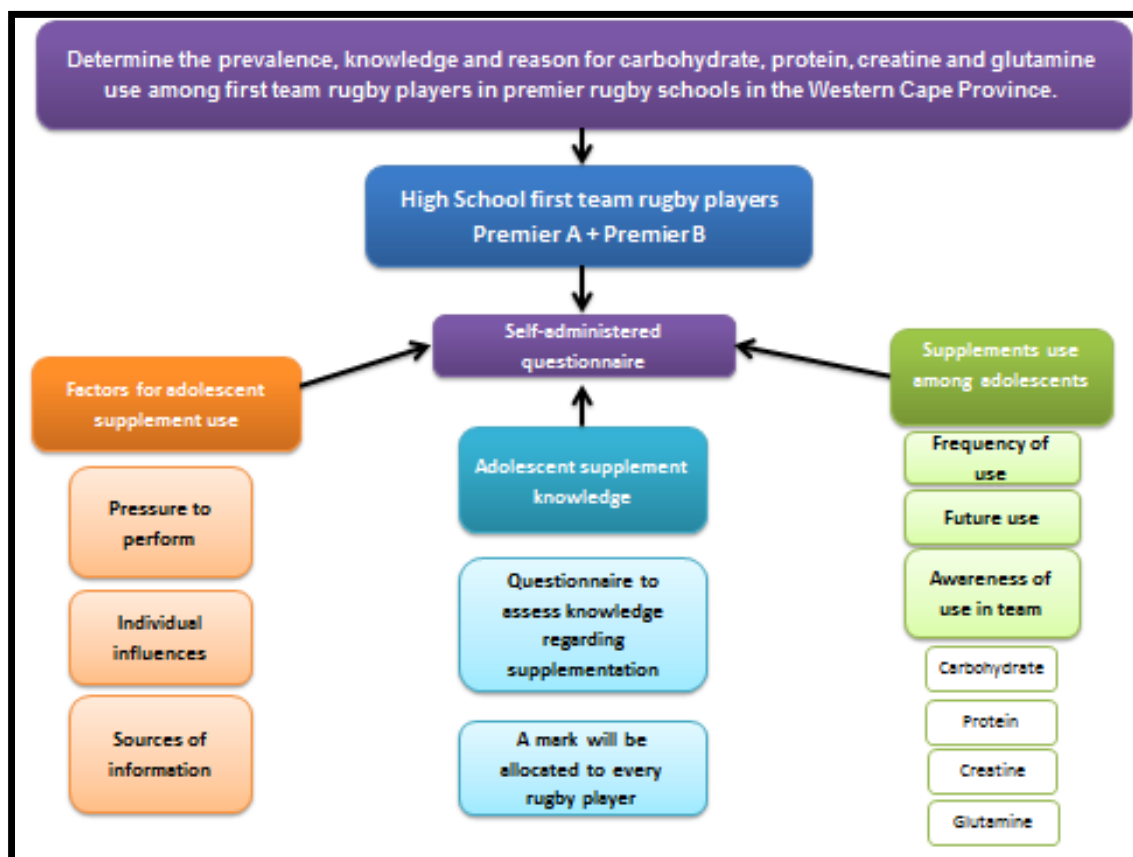 Determine the prevalence, knowledge and reason for carbohydrate, protein, creatine and glutamine
use among first team rugby players in premier rugby schools in the Western Cape Province.
High School first team rugby players
Premier A + Premier B
Self-administered
questionnaire
Factors for adolescent
supplement use
Pressure to
perform
Individual
influences
Sources of
information
Adolescent supplement
knowledge
Questionnaire to
assess knowledge
regarding
supplementation
A mark will be
allocated to every
rugby player
Supplements use
among adolescents
Frequency of
use
Future use
Awareness of
use in team
Carbohydrate
Protein
Creatine
Glutamine